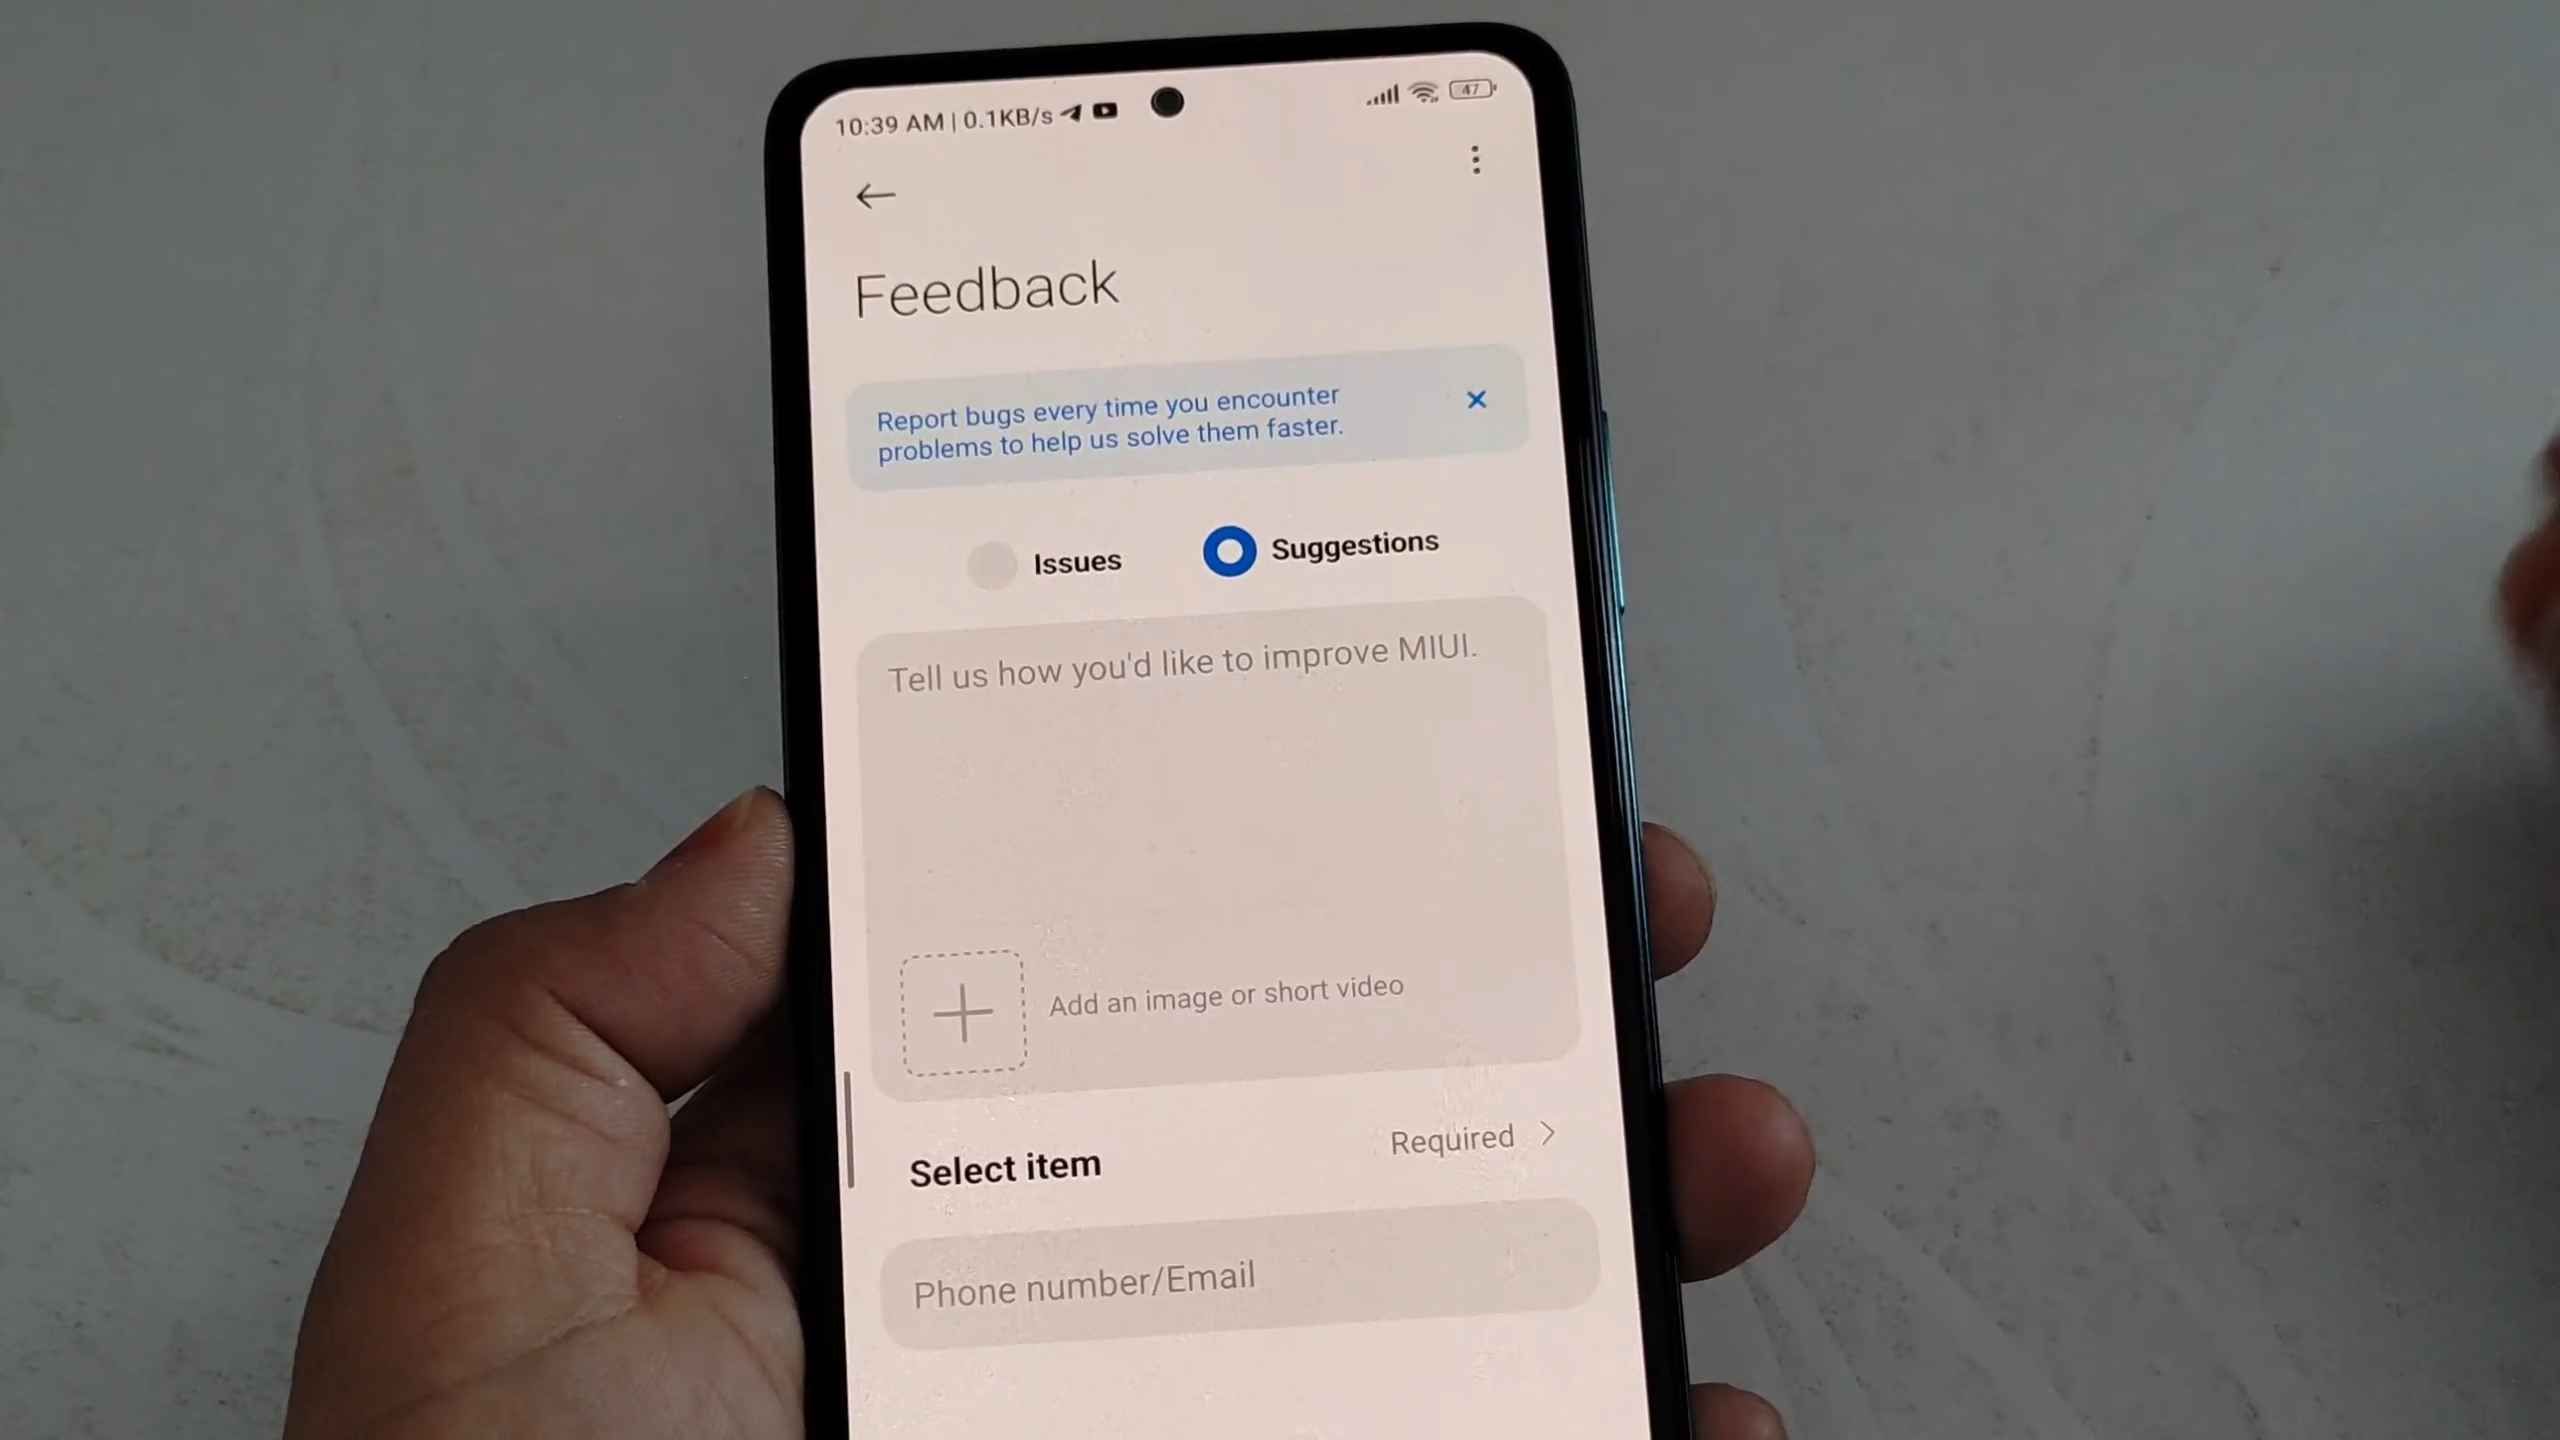 10:39 AM | 0.1KB/s
47
Feedback
Report bugs every time you encounter
problems to help us solve them faster.
Issues
Suggestions
Tell us how you'd like to improve MIUI.
Add an image or short video
Select item
Required
Phone number/Email